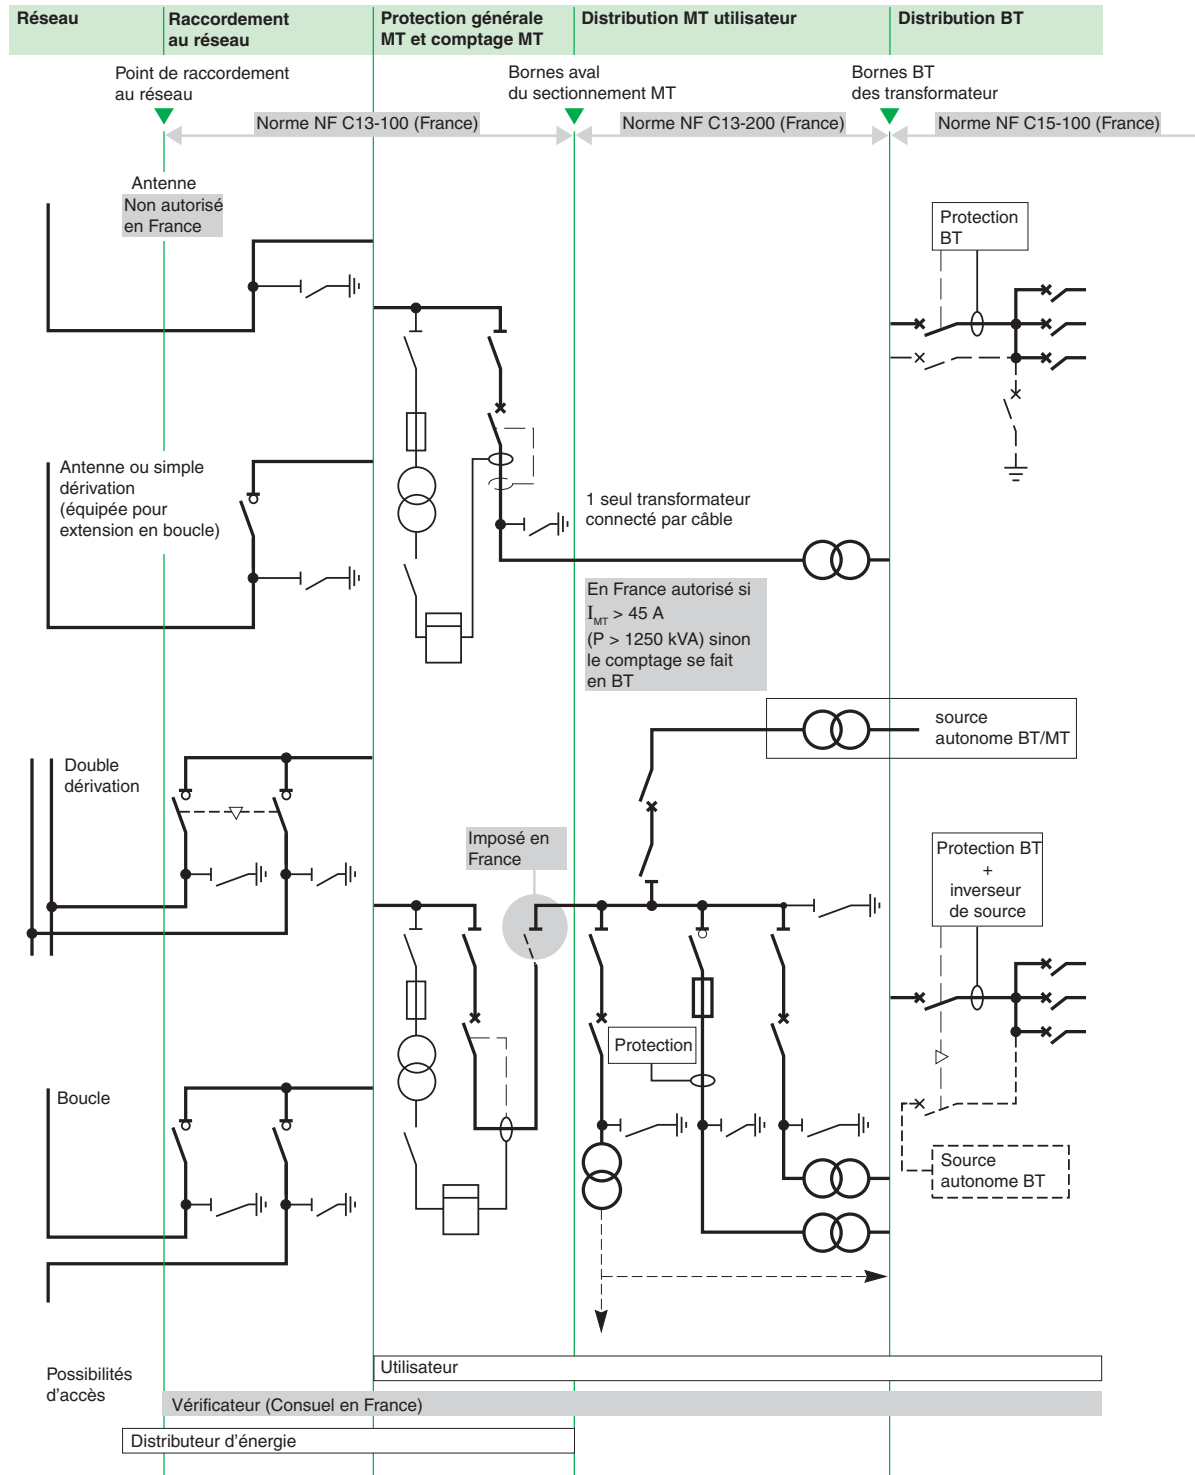 Réseau
Raccordement
au réseau
Protection générale
MT et comptage MT
Distribution MT utilisateur
Distribution BT
Point de raccordement
au réseau
Bornes aval
du sectionnement MT
Bornes BT
des transformateur
Norme NF C13-100 (France)
Norme NF C13-200 (France)
Norme NF C15-100 (France)
Antenne
Non autorisé
en France
Protection
BT
Antenne ou simple
dérivation
(équipée pour
extension en boucle)
1 seul transformateur
connecté par câble
En France autorisé si
IMT > 45 A
(P > 1250 kVA) sinon
le comptage se fait
en BT
source
autonome BT/MT
Double
dérivation
Imposé en
France
Protection BT
+
inverseur
de source
Protection
Boucle
Source
autonome BT
Possibilités
d'accès
Utilisateur
Vérificateur (Consuel en France)
Distributeur d'énergie